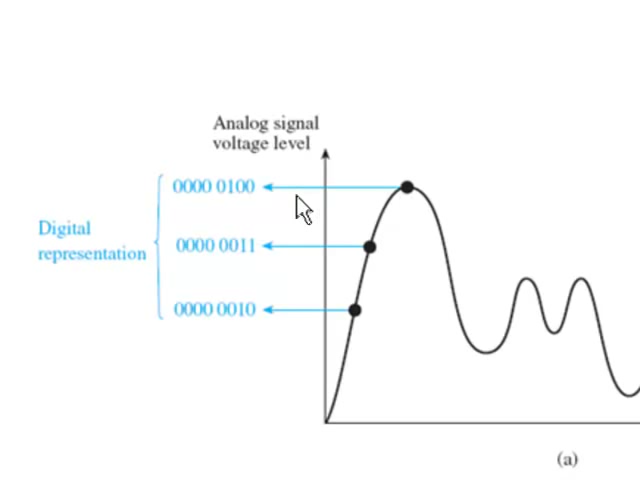 Analog signal
voltage level
0000 0100
Digital
representation
0000 0011
0000 0010
(a)